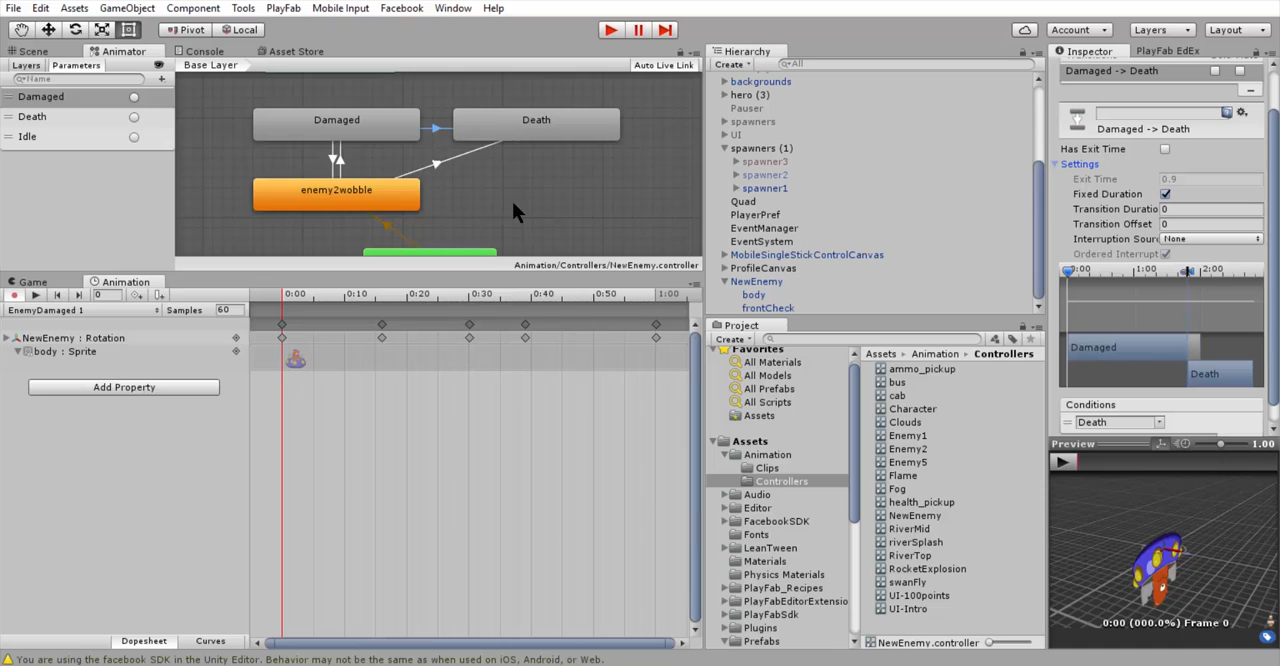 File Edit Assets GameObject Component Tools PlayFab Mobile Input Facebook Window Help
Pivot Local Account Layers Layout
Scene Animator Console Asset Store
Layers Parameters Base Layer Auto Live Link
Name
Damaged
Death
Idle
Damaged Death
enemy2wobble
Animation/Controllers/NewEnemy.controller
Game Animation
0 0:00 0:10 0:20 0:30 0:40 0:50 1:00
EnemyDamaged 1 Samples 60
NewEnemy : Rotation
body : Sprite
Add Property
Dopesheet Curves
Hierarchy
Create All
backgrounds
hero (3)
Pauser
spawners
UI
spawners (1)
spawner3
spawner2
spawner1
Quad
PlayerPref
EventManager
EventSystem
MobileSingleStickControlCanvas
ProfileCanvas
NewEnemy
body
frontCheck
Project
Create
Favorites
All Materials
All Models
All Prefabs
All Scripts
Assets
Assets
Animation
Clips
Controllers
Audio
Editor
FacebookSDK
Fonts
LeanTween
Materials
Physics Materials
PlayFab_Recipes
PlayFabEditorExtensio
PlayFabSdk
Plugins
Prefabs
Assets Animation Controllers
ammo_pickup
bus
cab
Character
Clouds
Enemy1
Enemy2
Enemy5
Flame
Fog
health_pickup
NewEnemy
RiverMid
riverSplash
RiverTop
RocketExplosion
swanFly
UI-100points
UI-Intro
NewEnemy.controller
Inspector PlayFab EdEx
Damaged -> Death
Damaged -> Death
Has Exit Time
Settings
Exit Time 0.9
Fixed Duration
Transition Duratio 0
Transition Offset 0
Interruption Sour None
Ordered Interrupt
0:00 1:00 2:00
Damaged
Death
Conditions
Death
Preview 1.00
0:00 (000.0%) Frame 0
You are using the facebook SDK in the Unity Editor. Behavior may not be the same as when used on iOS, Android, or Web.